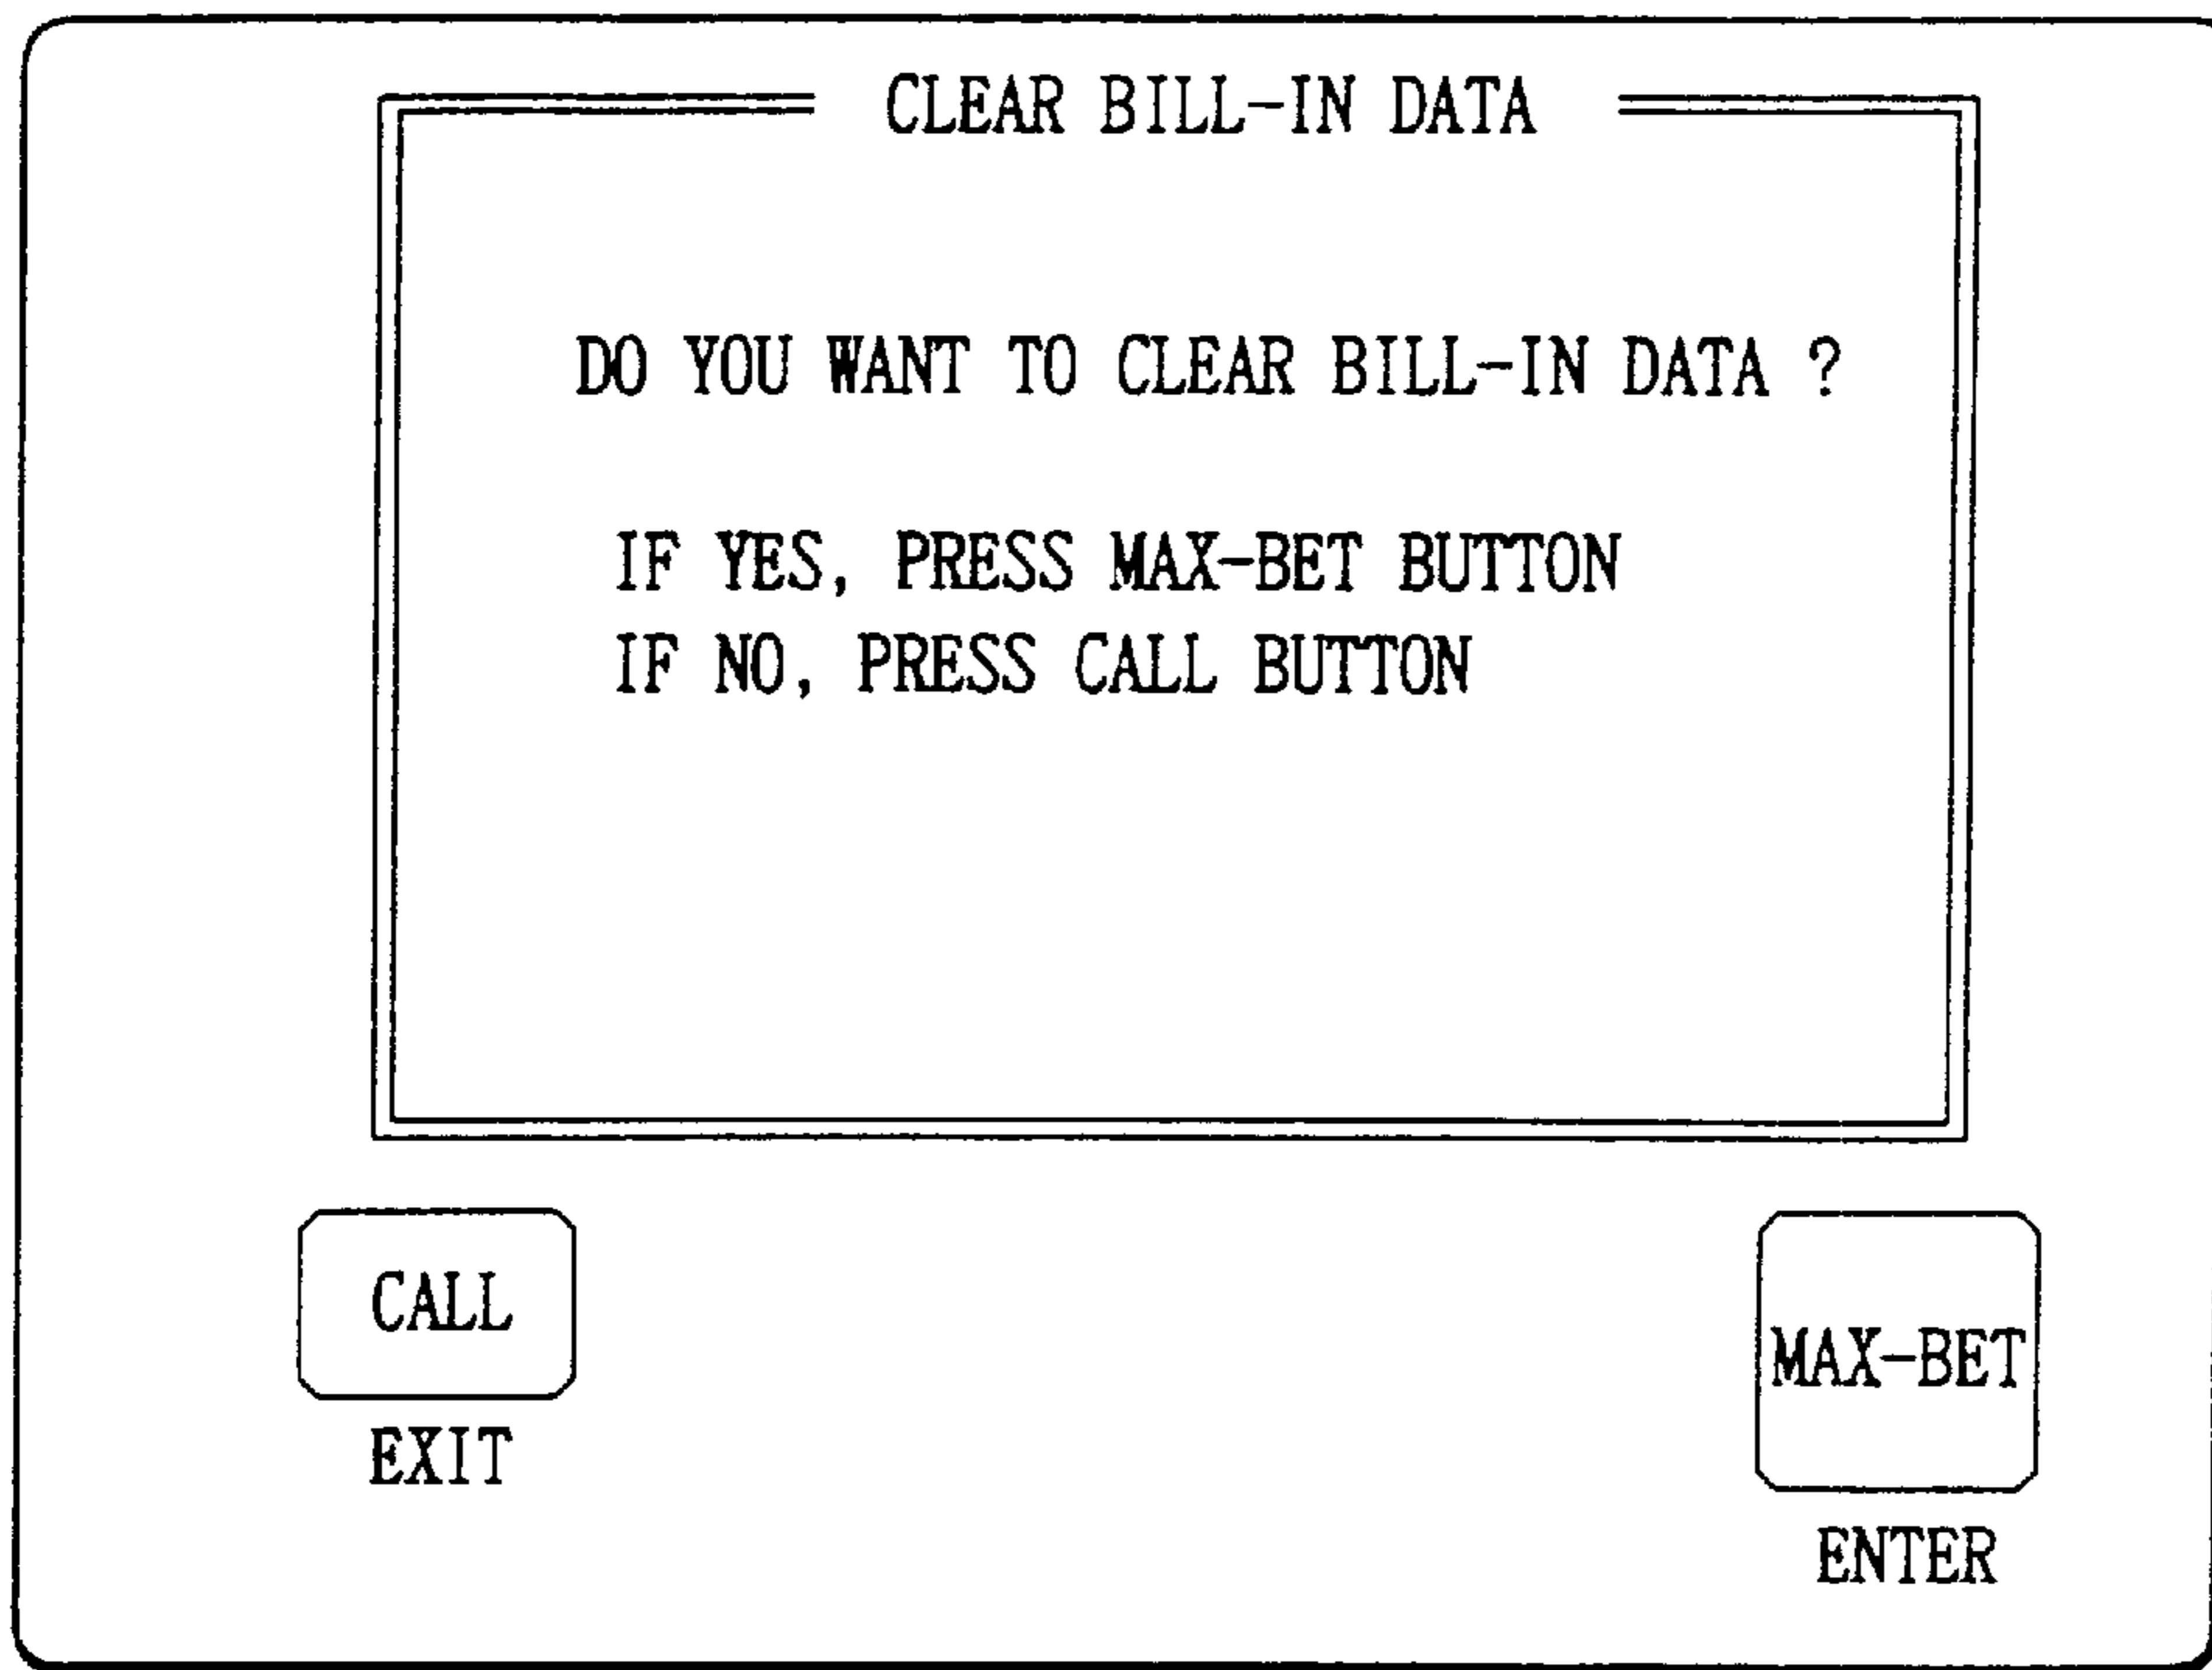 CLEAR BILL-IN DATA
DO YOU WANT TO CLEAR BILL-IN DATA ?
IF YES, PRESS MAX-BET BUTTON
IF NO, PRESS CALL BUTTON
CALL
EXIT
MAX-BET
ENTER